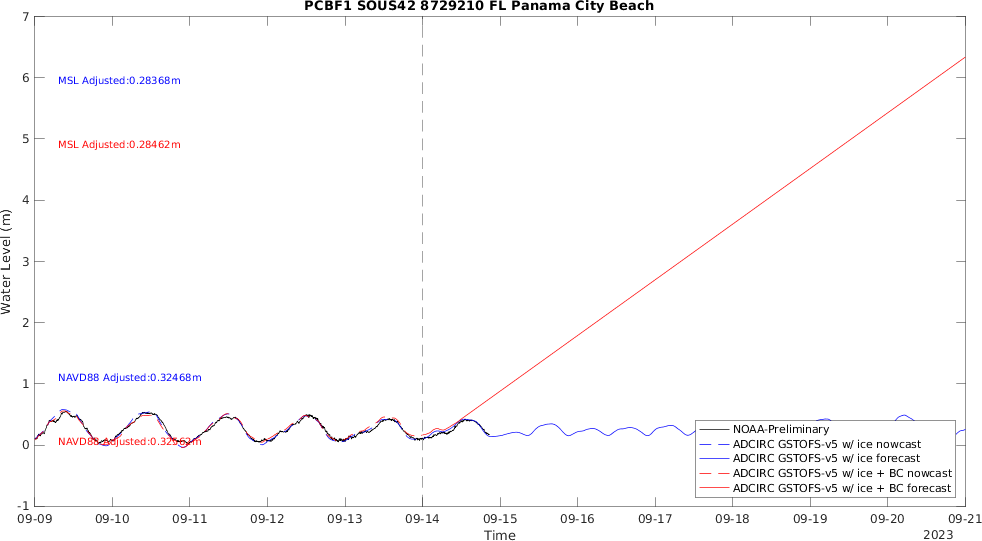 PCBF1 SOUS42 8729210 FL Panama City Beach
7
6
5
4
3
2
1
0
-1
Water Level (m)
MSL Adjusted:0.28368m
MSL Adjusted:0.28462m
NAVD88 Adjusted:0.32468m
NAVD88 Adjusted:0.32562m
NOAA-Preliminary
ADCIRC GSTOFS-v5 w/ ice nowcast
ADCIRC GSTOFS-v5 w/ ice forecast
ADCIRC GSTOFS-v5 w/ ice + BC nowcast
ADCIRC GSTOFS-v5 w/ ice + BC forecast
09-09 09-10 09-11 09-12 09-13 09-14 09-15 09-16 09-17 09-18 09-19 09-20 09-21
Time
2023